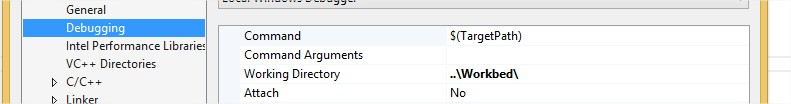 Local Windows Debugger
General
Debugging
Intel Performance Libraries
VC++ Directories
C/C++
Linker
Command $(TargetPath)
Command Arguments
Working Directory ..\Workbed\
Attach No